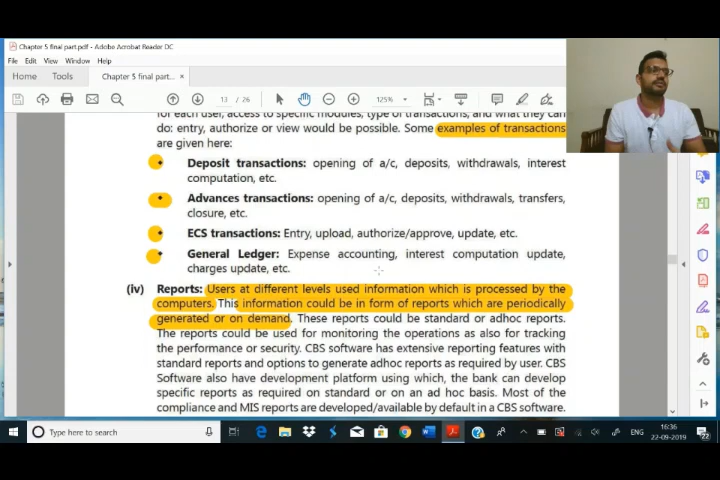 Chapter 5 final part.pdf - Adobe Acrobat Reader DC
File Edit View Window Help
Home Tools Chapter 5 final part... ×
13 / 26 125%
for each user, access to specific modules, type of transactions, and what they can
do: entry, authorize or view would be possible. Some examples of transactions
are given here:
Deposit transactions: opening of a/c, deposits, withdrawals, interest
computation, etc.
Advances transactions: opening of a/c, deposits, withdrawals, transfers,
closure, etc.
ECS transactions: Entry, upload, authorize/approve, update, etc.
General Ledger: Expense accounting, interest computation update,
charges update, etc.
(iv) Reports: Users at different levels used information which is processed by the
computers. This information could be in form of reports which are periodically
generated or on demand. These reports could be standard or adhoc reports.
The reports could be used for monitoring the operations as also for tracking
the performance or security. CBS software has extensive reporting features with
standard reports and options to generate adhoc reports as required by user. CBS
Software also have development platform using which, the bank can develop
specific reports as required on standard or on an ad hoc basis. Most of the
compliance and MIS reports are developed/available by default in a CBS software.
Type here to search
ENG
16:36
22-09-2019
22